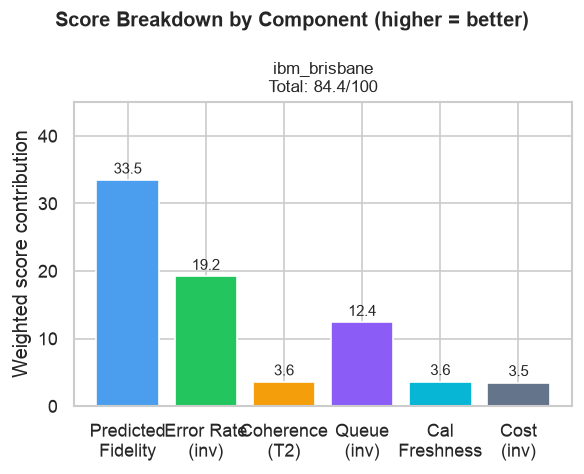 Score Breakdown by Component (higher = better)
ibm_brisbane
Total: 84.4/100
Weighted score contribution
40
30
20
10
0
33.5
19.2
3.6
12.4
3.6
3.5
Predicted
Fidelity
Error Rate
(inv)
Coherence
(T2)
Queue
(inv)
Cal
Freshness
Cost
(inv)